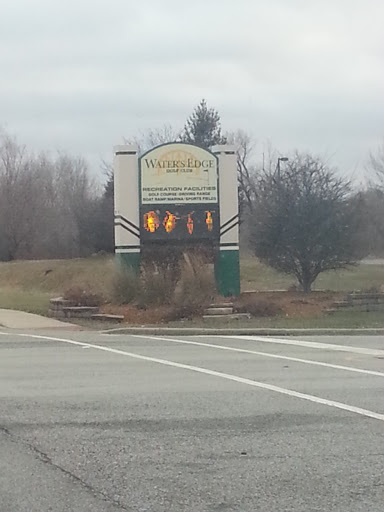 WATER'S EDGE
GOLF CLUB
RECREATION FACILITIES
GOLF COURSE/DRIVING RANGE
BOAT RAMP/MARINA/SPORTS FIELDS